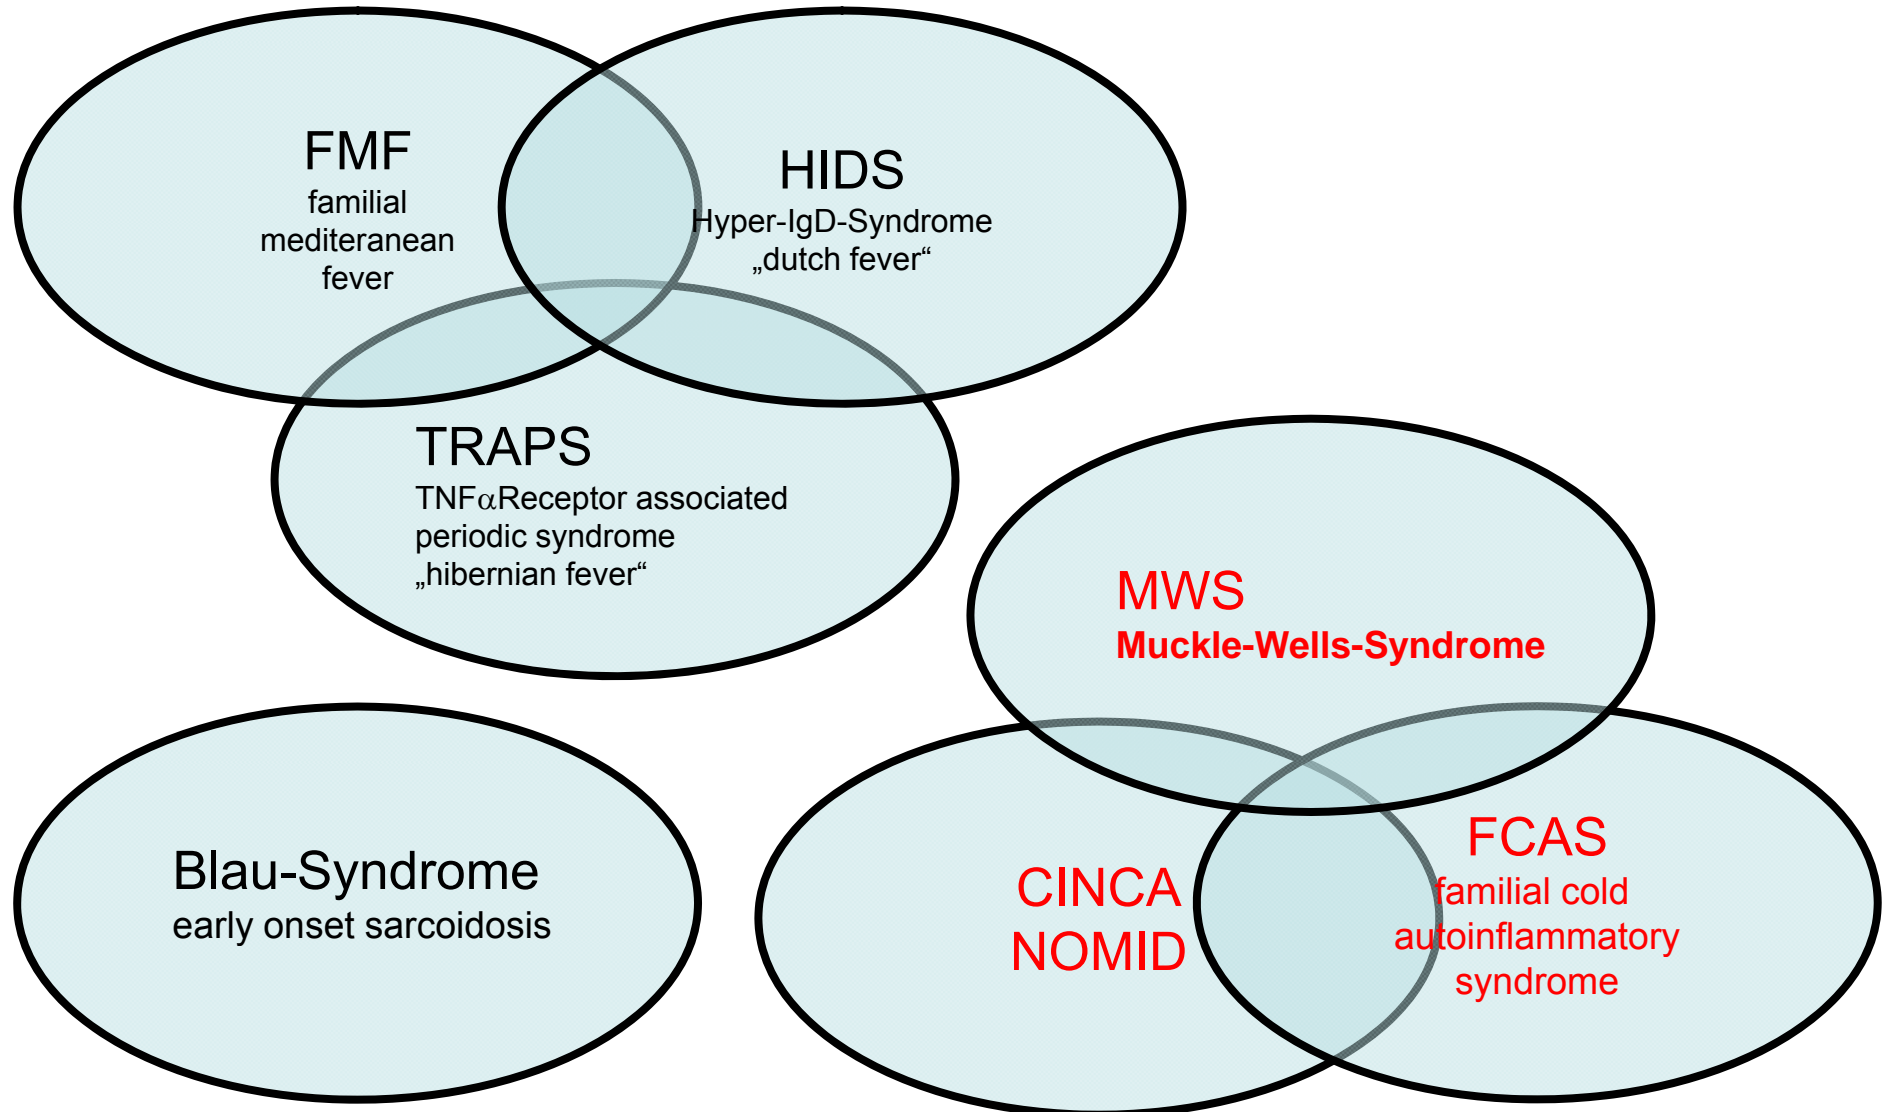 FMF
familial
mediteranean
fever
HIDS
Hyper-IgD-Syndrome
„dutch fever“
TRAPS
TNFαReceptor associated
periodic syndrome
„hibernian fever“
MWS
Muckle-Wells-Syndrome
Blau-Syndrome
early onset sarcoidosis
CINCA
NOMID
FCAS
familial cold
autoinflammatory
syndrome